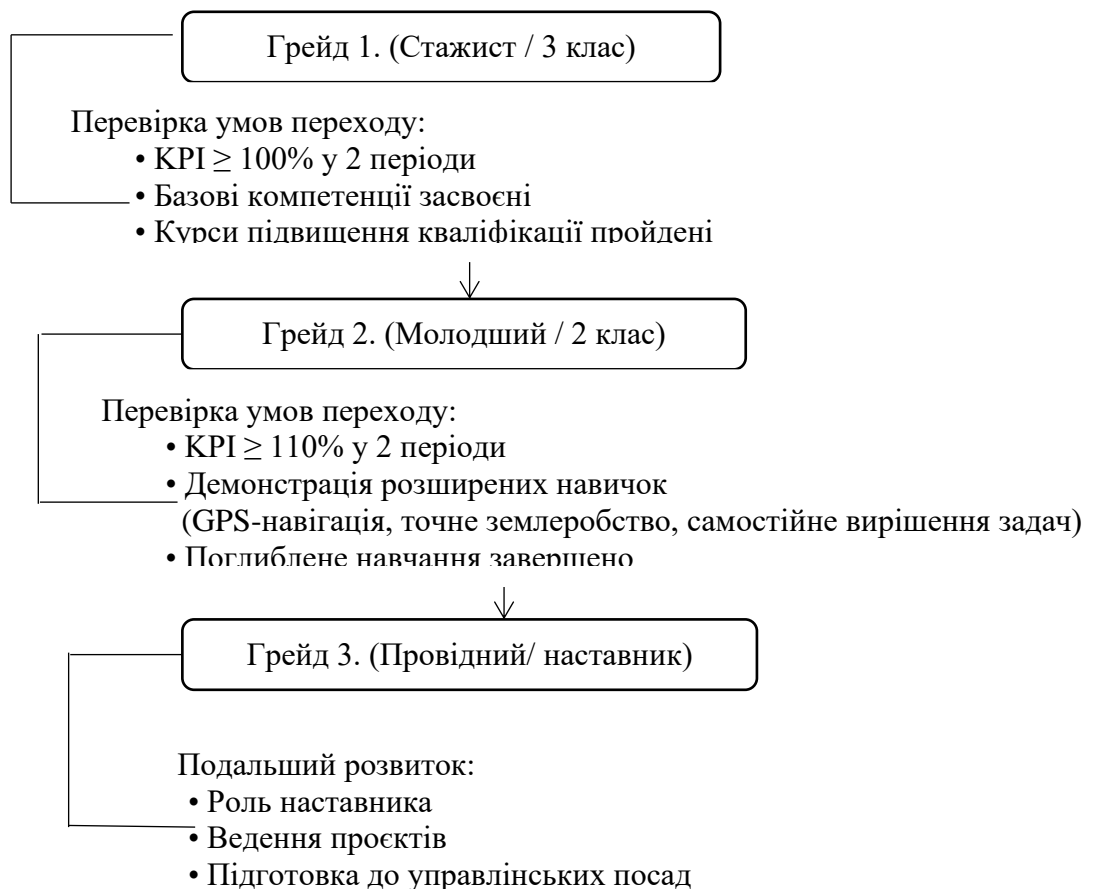 Грейд 1. (Стажист / 3 клас)
Перевірка умов переходу:
• KPI ≥ 100% у 2 періоди
• Базові компетенції засвоєні
• Курси підвищення кваліфікації пройдені
Грейд 2. (Молодший / 2 клас)
Перевірка умов переходу:
• KPI ≥ 110% у 2 періоди
• Демонстрація розширених навичок
(GPS-навігація, точне землеробство, самостійне вирішення задач)
• Поглиблене навчання завершено
Грейд 3. (Провідний/ наставник)
Подальший розвиток:
• Роль наставника
• Ведення проєктів
• Підготовка до управлінських посад